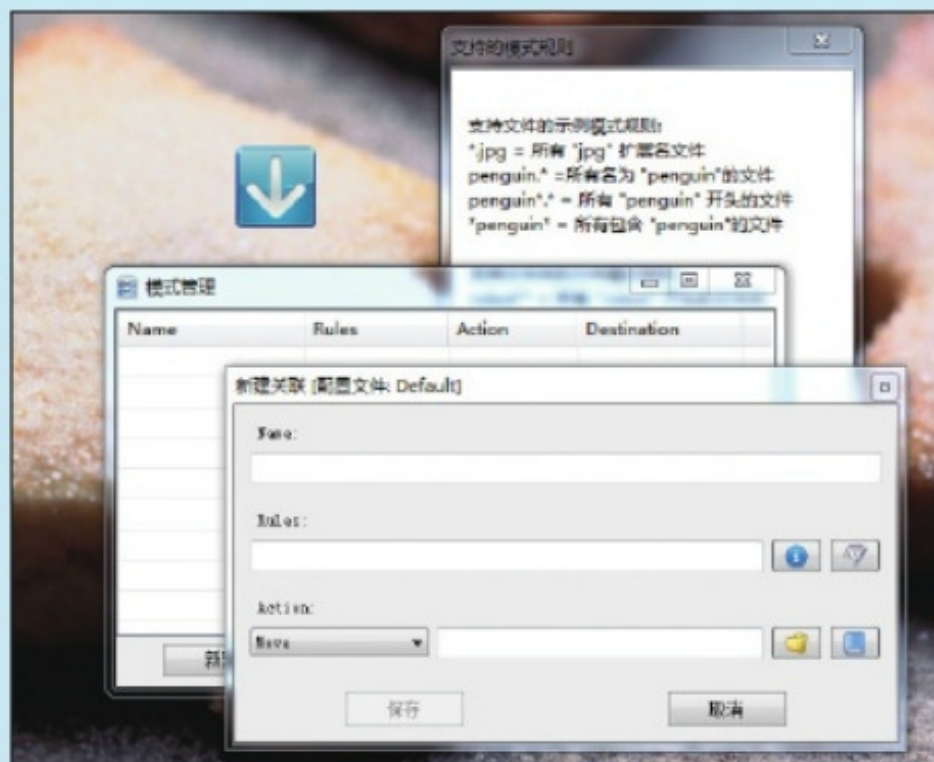 支持的模式规则
支持文件的示例模式规则:
*.jpg = 所有 "jpg" 扩展名文件
penguin.* =所有名为 "penguin"的文件
penguin*.* = 所有 "penguin" 开头的文件
*penguin* = 所有包含 "penguin"的文件
模式管理
Name Rules Action Destination
新建关联 [配置文件: Default]
Name:
Rules:
Action:
Move
保存 取消